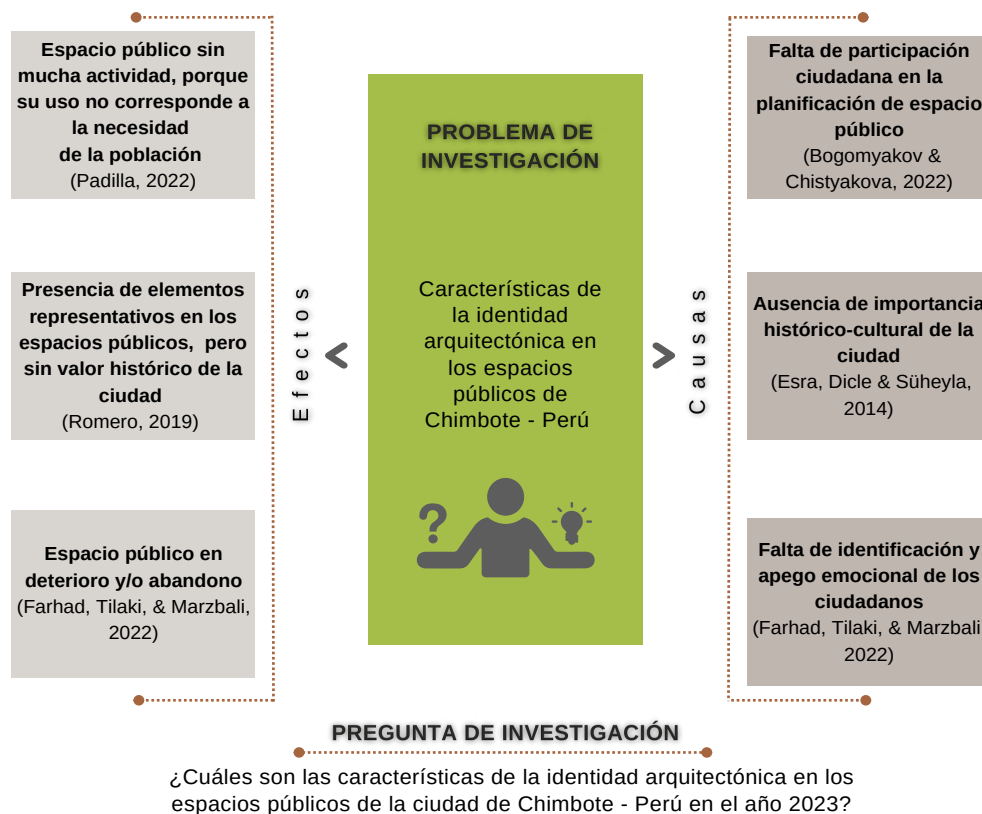 Espacio público sin
mucha actividad, porque
su uso no corresponde a
la necesidad
de la población
(Padilla, 2022)
Presencia de elementos
representativos en los
espacios públicos, pero
sin valor histórico de la
ciudad
(Romero, 2019)
Espacio público en
deterioro y/o abandono
(Farhad, Tilaki, & Marzbali,
2022)
Efectos
PROBLEMA DE
INVESTIGACIÓN
Características de
la identidad
arquitectónica en
los espacios
públicos de
Chimbote - Perú
?
Causas
Falta de participación
ciudadana en la
planificación de espacio
público
(Bogomyakov &
Chistyakova, 2022)
Ausencia de importancia
histórico-cultural de la
ciudad
(Esra, Dicle & Süheyla,
2014)
Falta de identificación y
apego emocional de los
ciudadanos
(Farhad, Tilaki, & Marzbali
2022)
PREGUNTA DE INVESTIGACIÓN
¿Cuáles son las características de la identidad arquitectónica en los
espacios públicos de la ciudad de Chimbote - Perú en el año 2023?